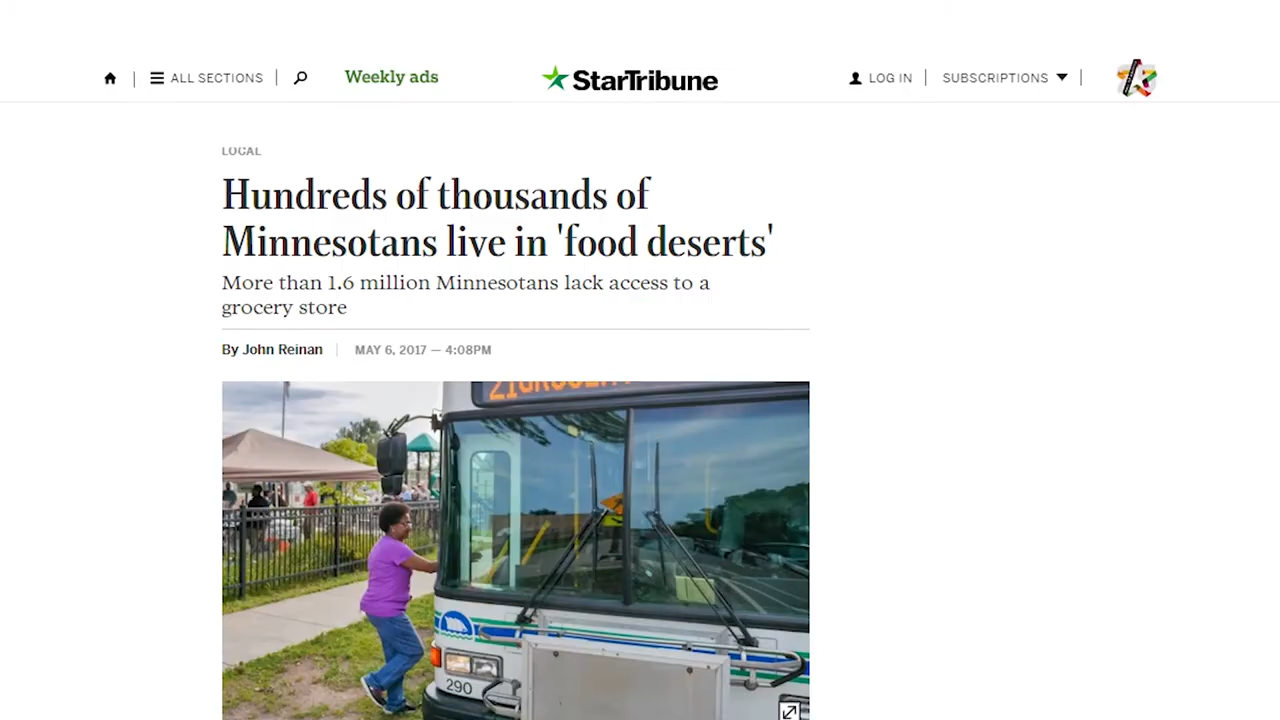 ALL SECTIONS
Weekly ads
StarTribune
LOG IN
SUBSCRIPTIONS
LOCAL
Hundreds of thousands of
Minnesotans live in 'food deserts'
More than 1.6 million Minnesotans lack access to a
grocery store
By John Reinan
MAY 6, 2017 — 4:08PM
290